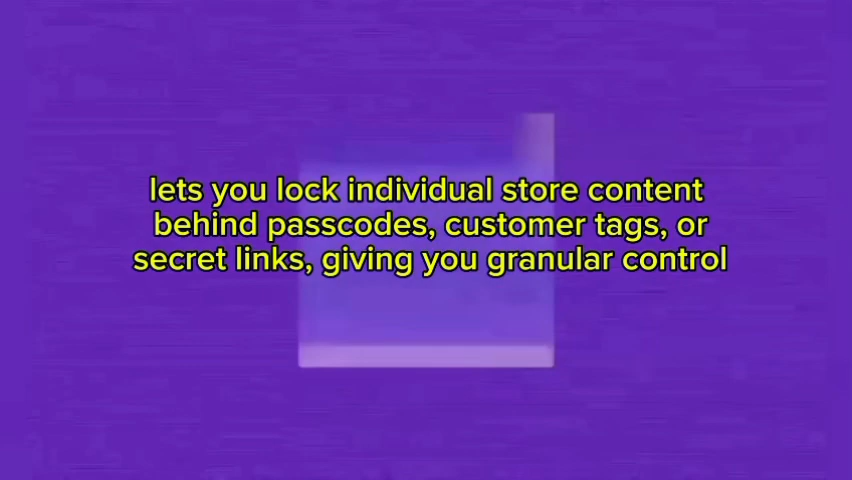 lets you lock individual store content
behind passcodes, customer tags, or
secret links, giving you granular control